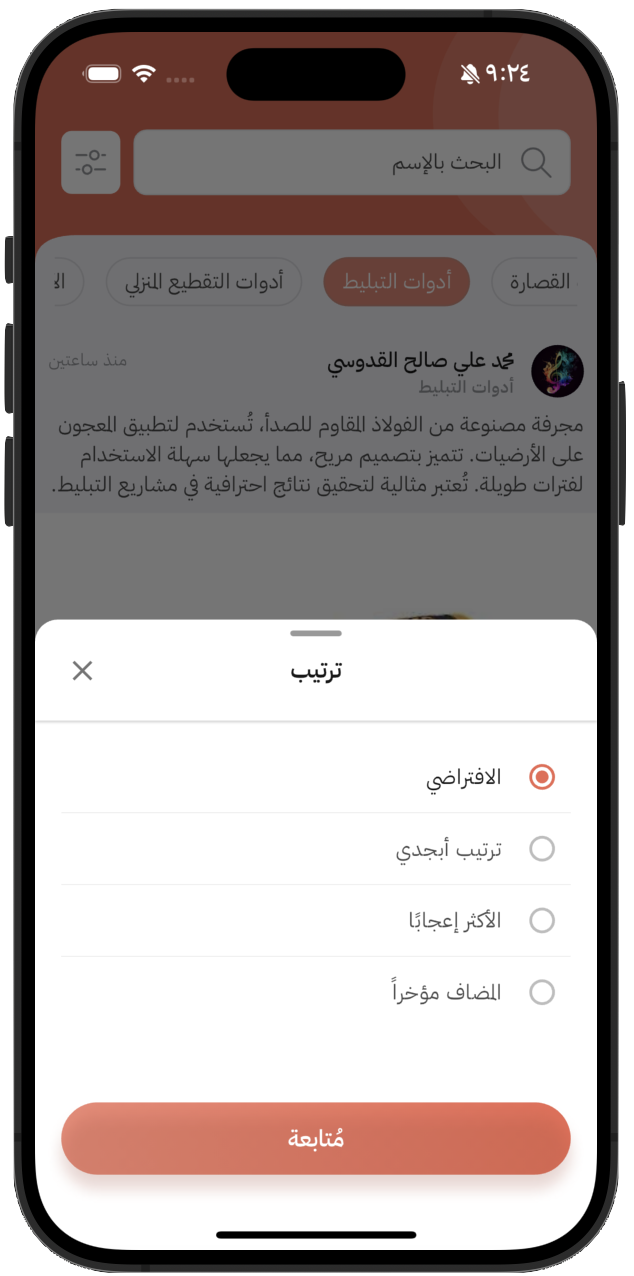 ٩:٢٤
البحث بالإسم
القصارة
أدوات التبليط
أدوات التقطيع المنزلي
محمد علي صالح القدوسي
منذ ساعتين
أدوات التبليط
مجرفة مصنوعة من الفولاذ المقاوم للصدأ، تُستخدم لتطبيق المعجون
على الأرضيات. تتميز بتصميم مريح، مما يجعلها سهلة الاستخدام
لفترات طويلة. تُعتبر مثالية لتحقيق نتائج احترافية في مشاريع التبليط.
ترتيب
الافتراضي
ترتيب أبجدي
الأكثر إعجابًا
المضاف مؤخراً
مُتابعة